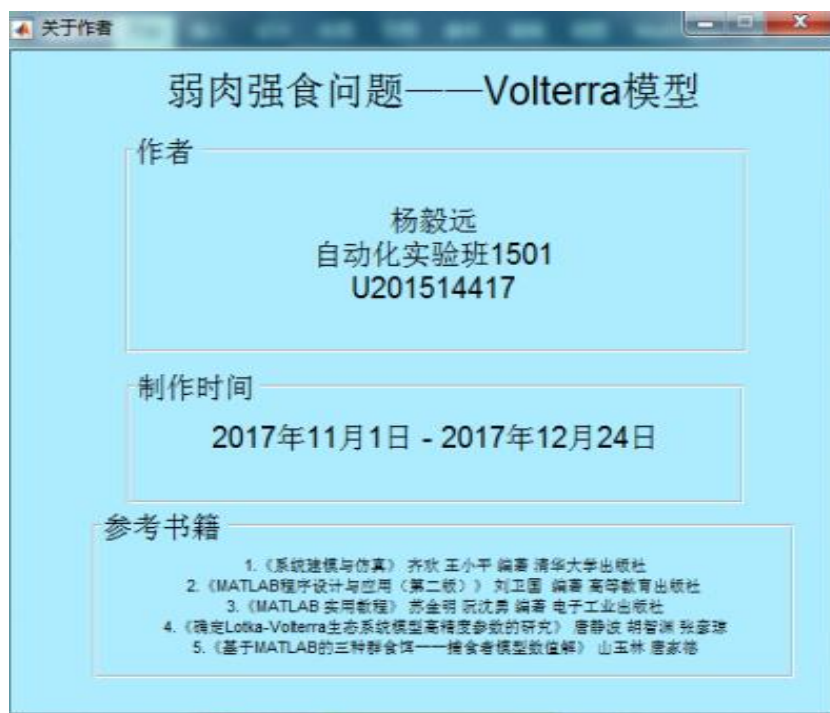 关于作者
弱肉强食问题——Volterra模型
作者
杨毅远
自动化实验班1501
U201514417
制作时间
2017年11月1日 - 2017年12月24日
参考书籍
1.《系统建模与仿真》 齐欢 王小平 编著 清华大学出版社
2.《MATLAB程序设计与应用（第二版）》 刘卫国 编著 高等教育出版社
3.《MATLAB 实用教程》 苏金明 阮沈勇 编著 电子工业出版社
4.《确定Lotka-Volterra生态系统模型高精度参数的研究》 唐静波 胡智渊 张彦琼
5.《基于MATLAB的三种群食饵——捕食者模型数值解》 山玉林